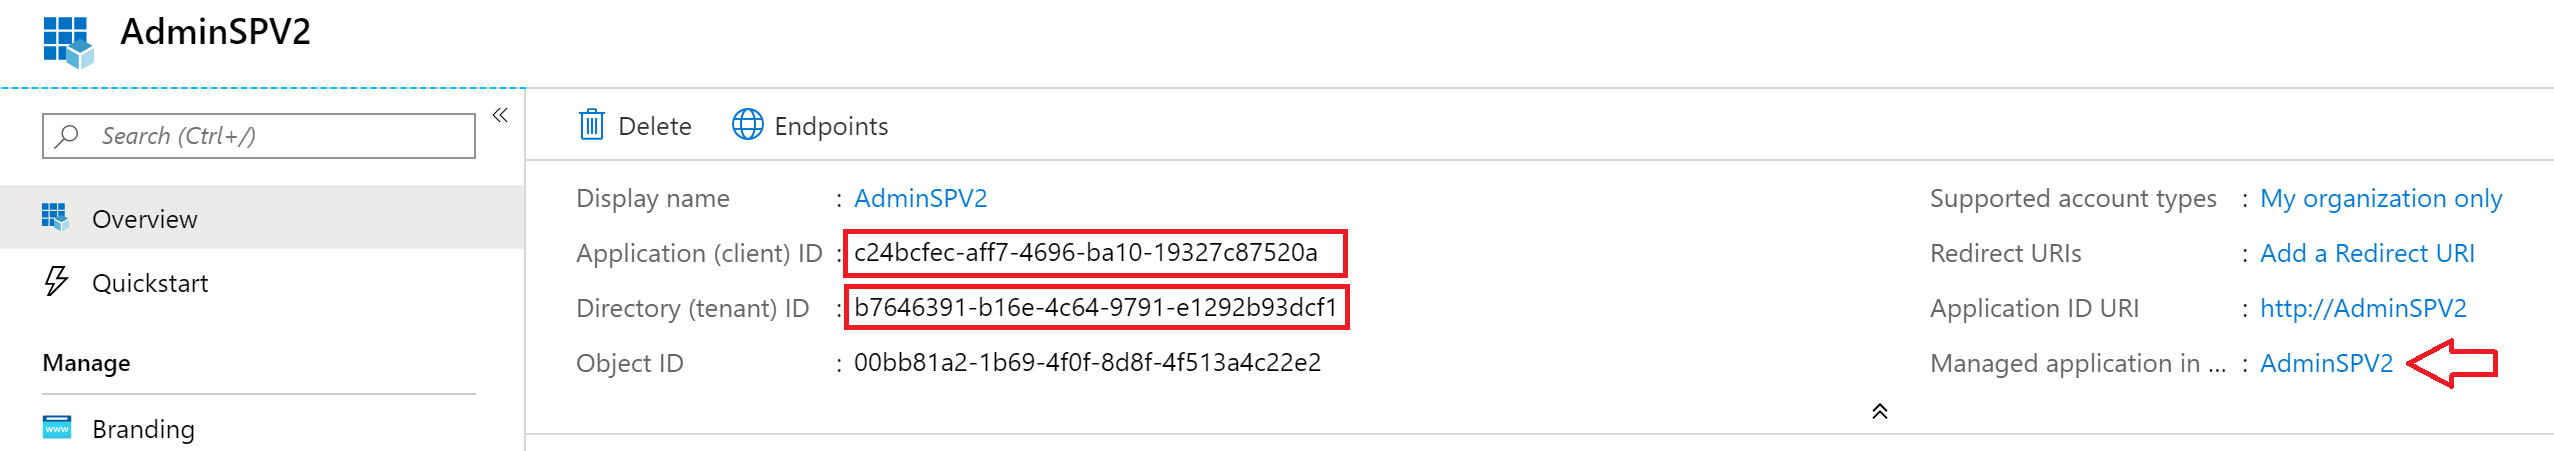 AdminSPV2
Search (Ctrl+/)
Overview
Quickstart
Manage
Branding
Delete
Endpoints
Display name : AdminSPV2
Application (client) ID : c24bcfec-aff7-4696-ba10-19327c87520a
Directory (tenant) ID : b7646391-b16e-4c64-9791-e1292b93dcf1
Object ID : 00bb81a2-1b69-4f0f-8d8f-4f513a4c22e2
Supported account types : My organization only
Redirect URIs : Add a Redirect URI
Application ID URI : http://AdminSPV2
Managed application in ... : AdminSPV2